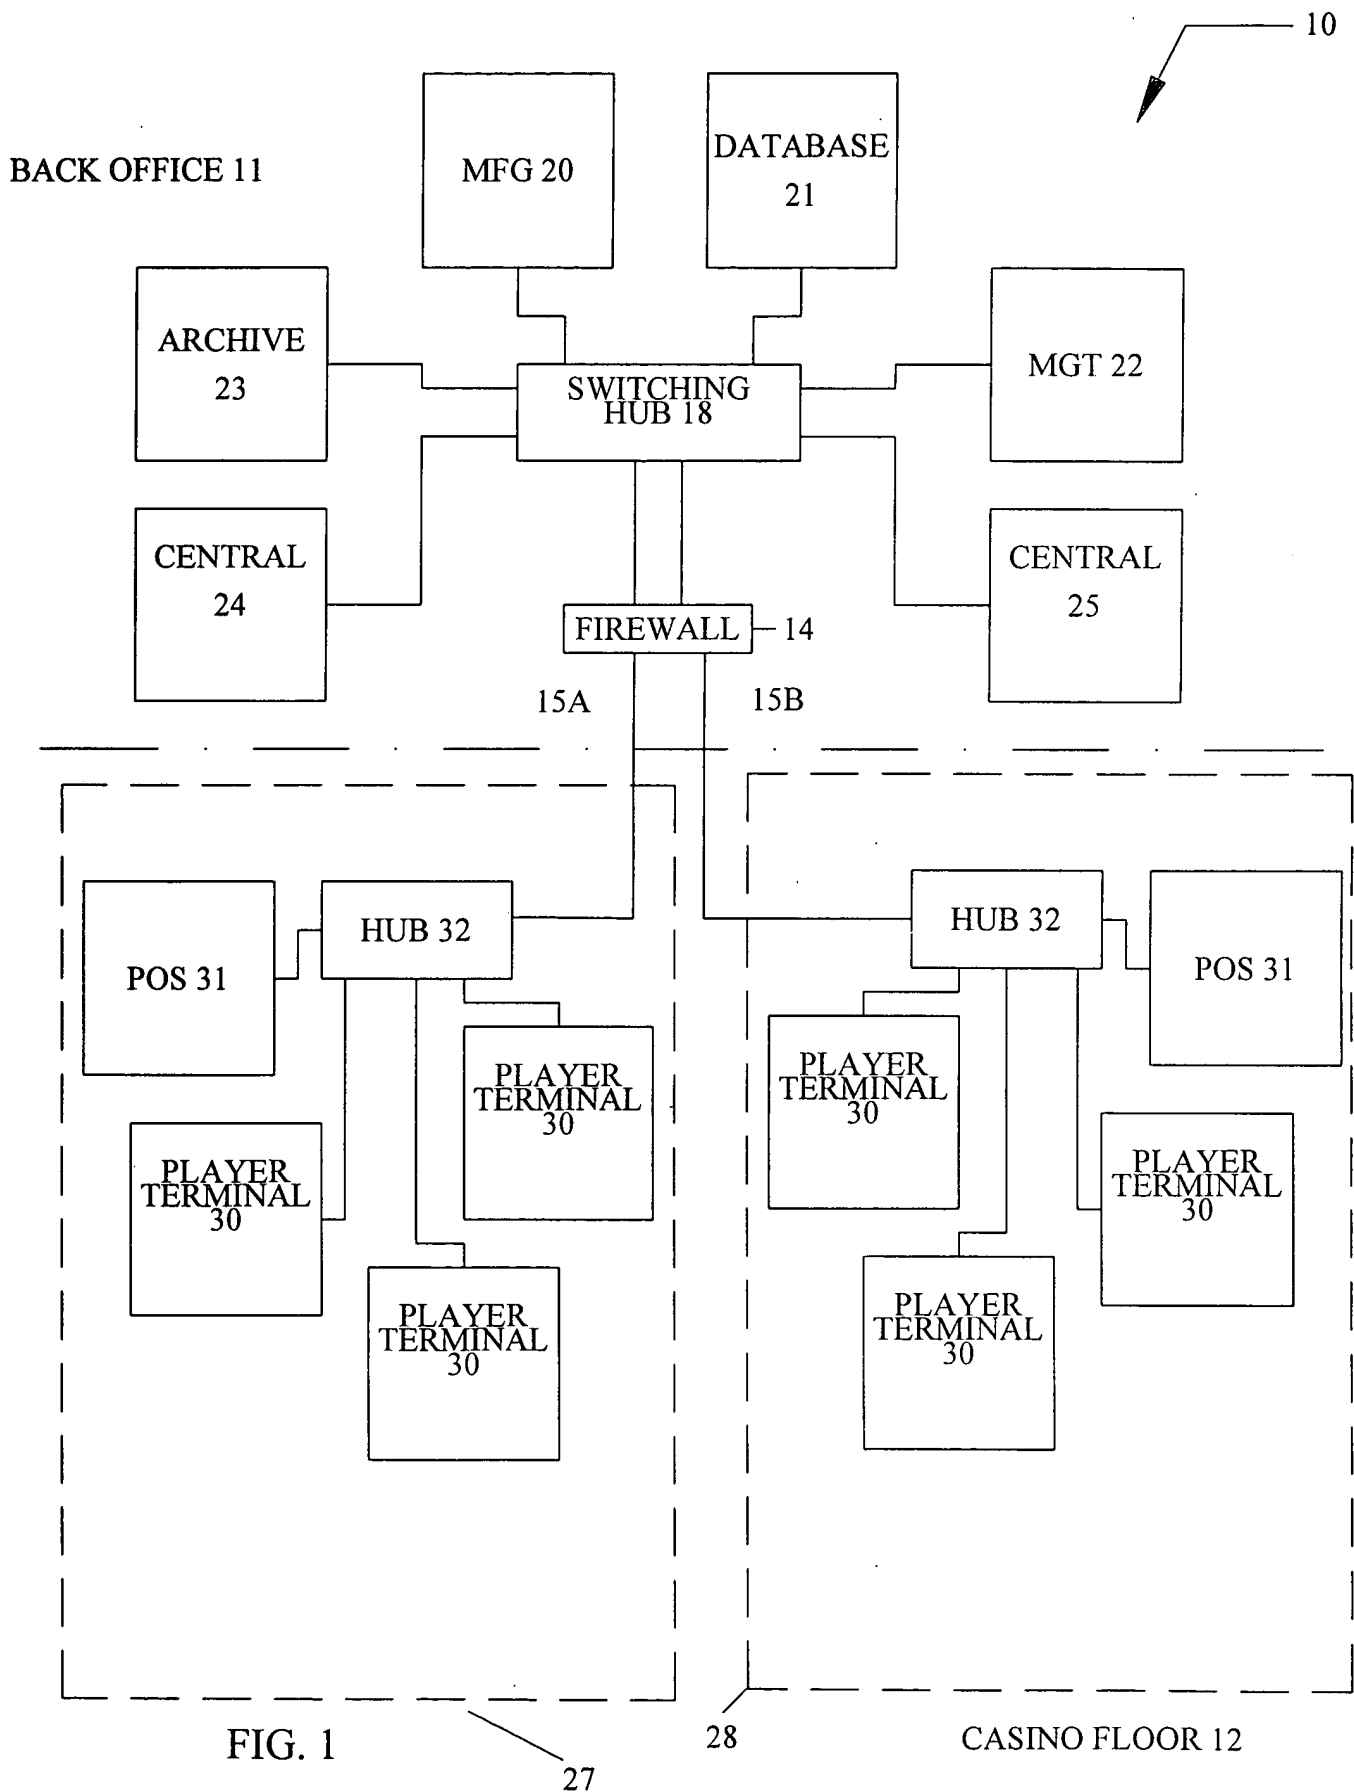 10
BACK OFFICE 11
MFG 20
DATABASE
21
ARCHIVE
23
SWITCHING
HUB 18
MGT 22
CENTRAL
24
CENTRAL
25
FIREWALL
14
15A
15B
POS 31
HUB 32
HUB 32
POS 31
PLAYER
TERMINAL
30
PLAYER
TERMINAL
30
PLAYER
TERMINAL
30
PLAYER
TERMINAL
30
PLAYER
TERMINAL
30
PLAYER
TERMINAL
30
FIG. 1
27
28
CASINO FLOOR 12